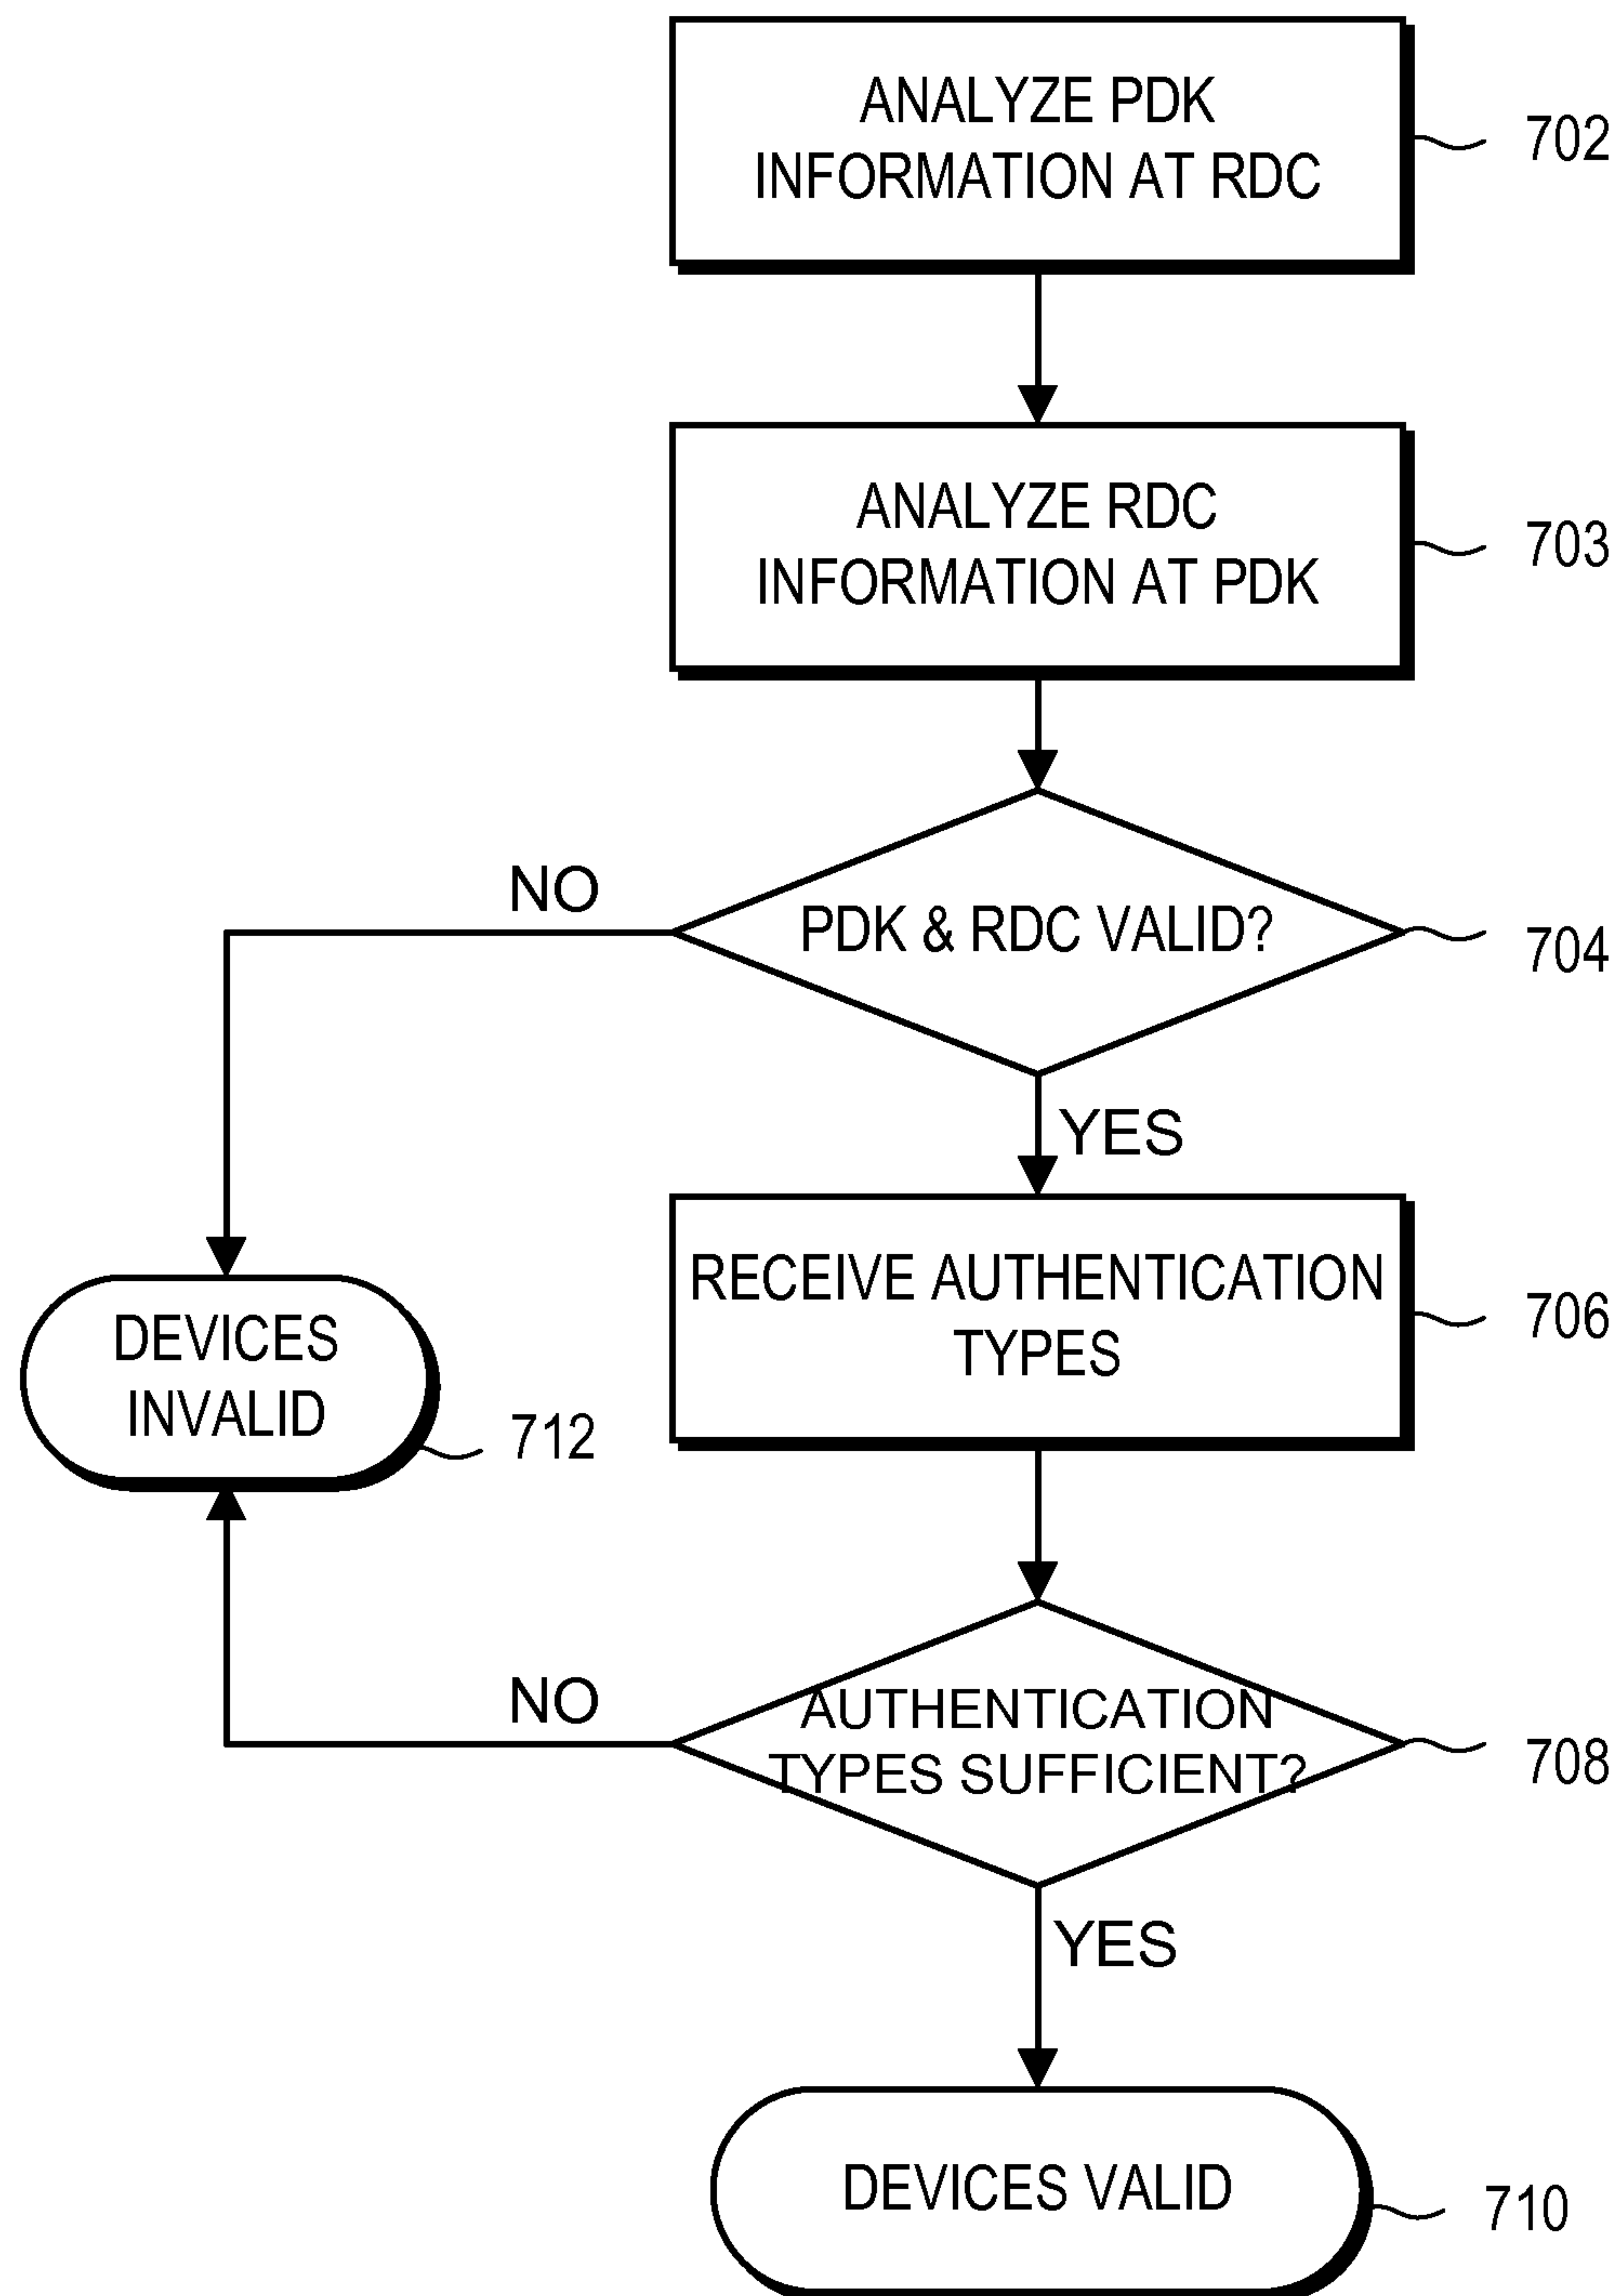 ANALYZE PDK
INFORMATION AT RDC
702
ANALYZE RDC
INFORMATION AT PDK
703
NO
PDK & RDC VALID?
704
YES
RECEIVE AUTHENTICATION
TYPES
706
DEVICES
INVALID
712
NO
AUTHENTICATION
TYPES SUFFICIENT?
708
YES
DEVICES VALID
710